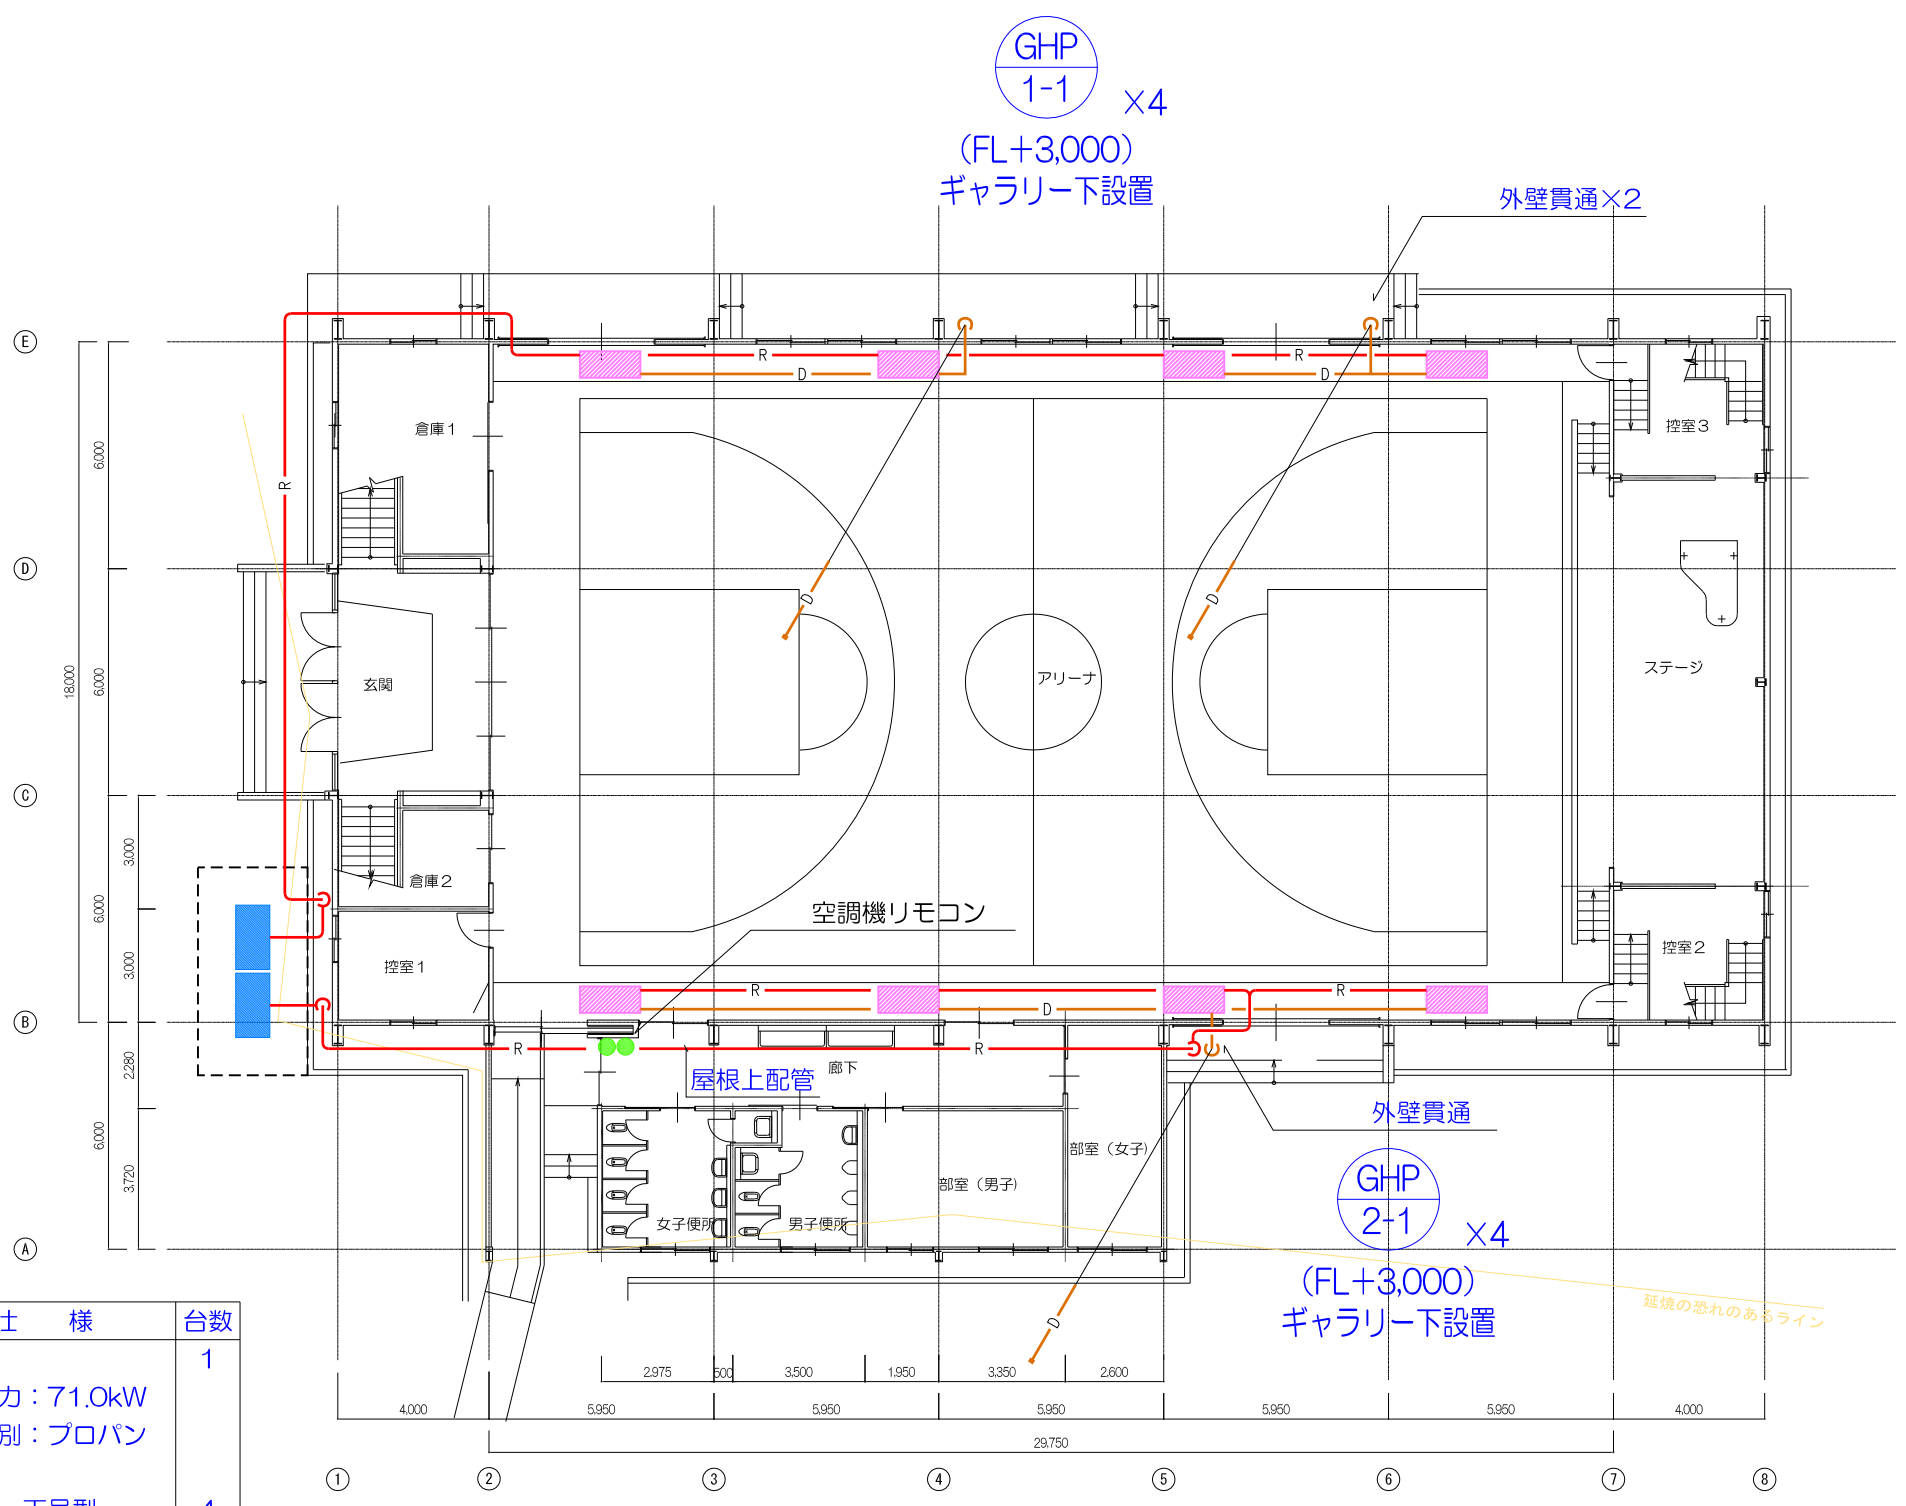 GHP
1-1
×4
(FL+3,000)
ギャラリー下設置
外壁貫通×2
E
R
R
D
D
倉庫1
控室3
6,000
R
D
D
D
18,000
6,000
玄関
アリーナ
ステージ
C
3,000
倉庫2
6,000
空調機リモコン
3,000
控室1
控室2
R
R
D
B
R
R
廊下
2,280
屋根上配管
外壁貫通
6,000
3,720
部室(女子)
部室(男子)
GHP
2-1
×4
女子便所
男子便所
A
(FL+3,000)
ギャラリー下設置
延焼の恐れのあるライン
D
仕様
台数
1
2,975
500
3,500
1,950
3,350
2,600
力:71.0kW
4,000
5,950
5,950
5,950
5,950
5,950
4,000
別:プロパン
29,750
1
2
3
4
5
6
7
8